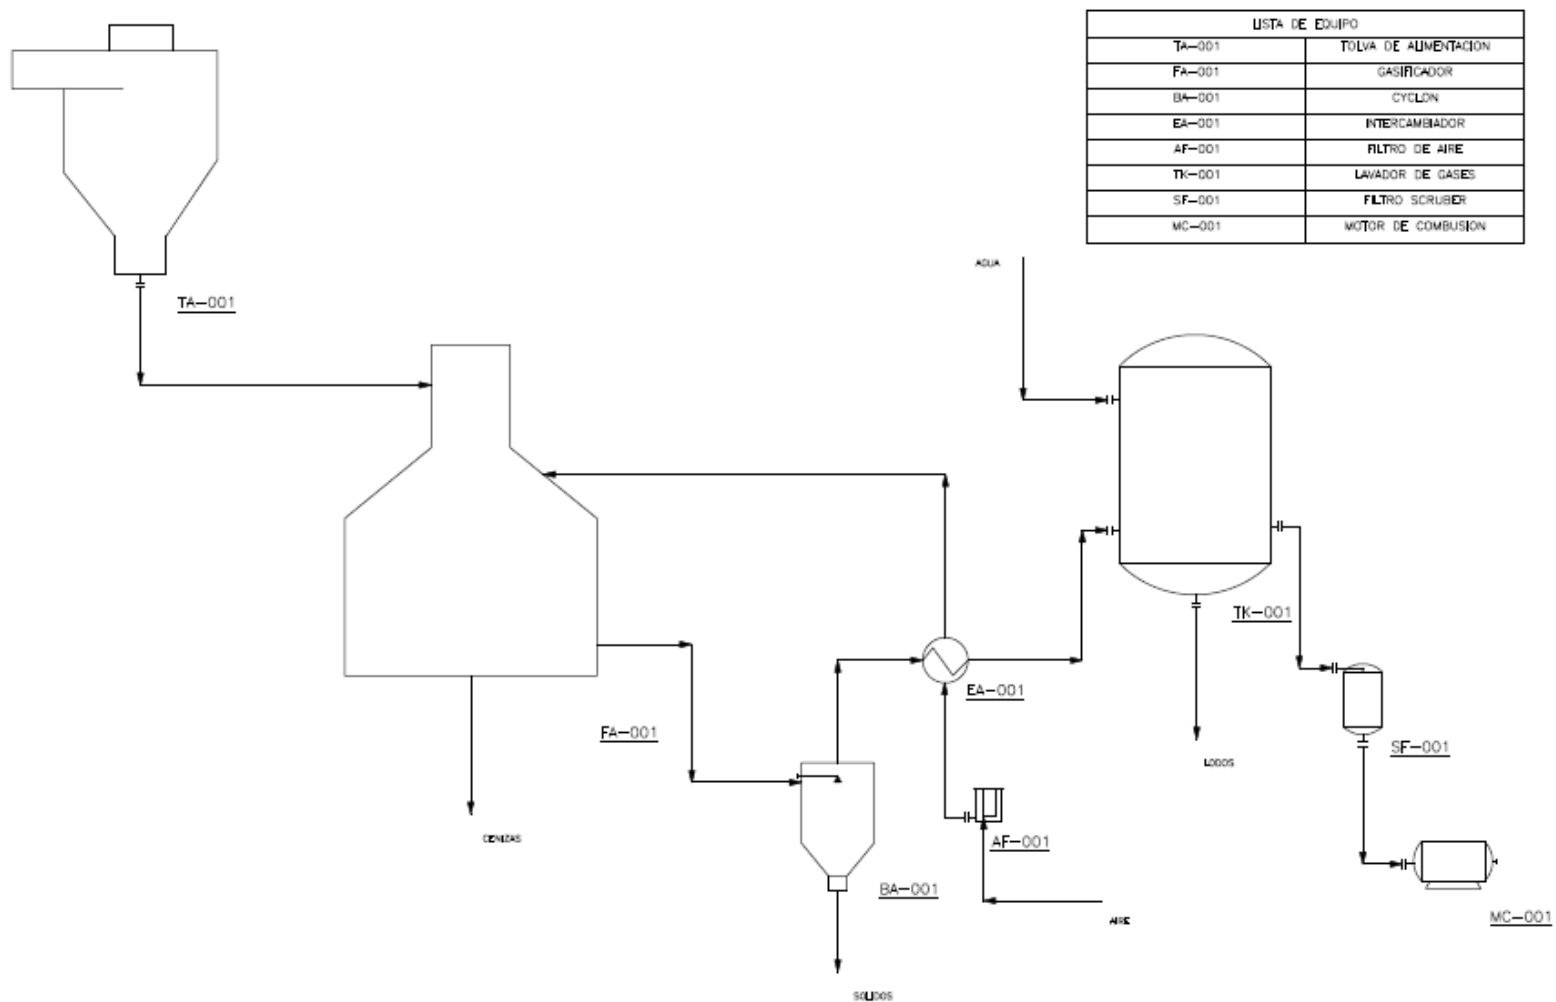 LISTA DE EQUIPO
TA-001 TOLVA DE ALIMENTACION
FA-001 GASIFICADOR
BA-001 CYCLON
EA-001 INTERCAMBIADOR
AF-001 FILTRO DE AIRE
TK-001 LAVADOR DE GASES
SF-001 FILTRO SCRUBER
MC-001 MOTOR DE COMBUSION
AGUA
TA-001
TK-001
EA-001
FA-001
SF-001
LODOS
CENIZAS
AF-001
BA-001
AIRE
MC-001
SOLIDOS